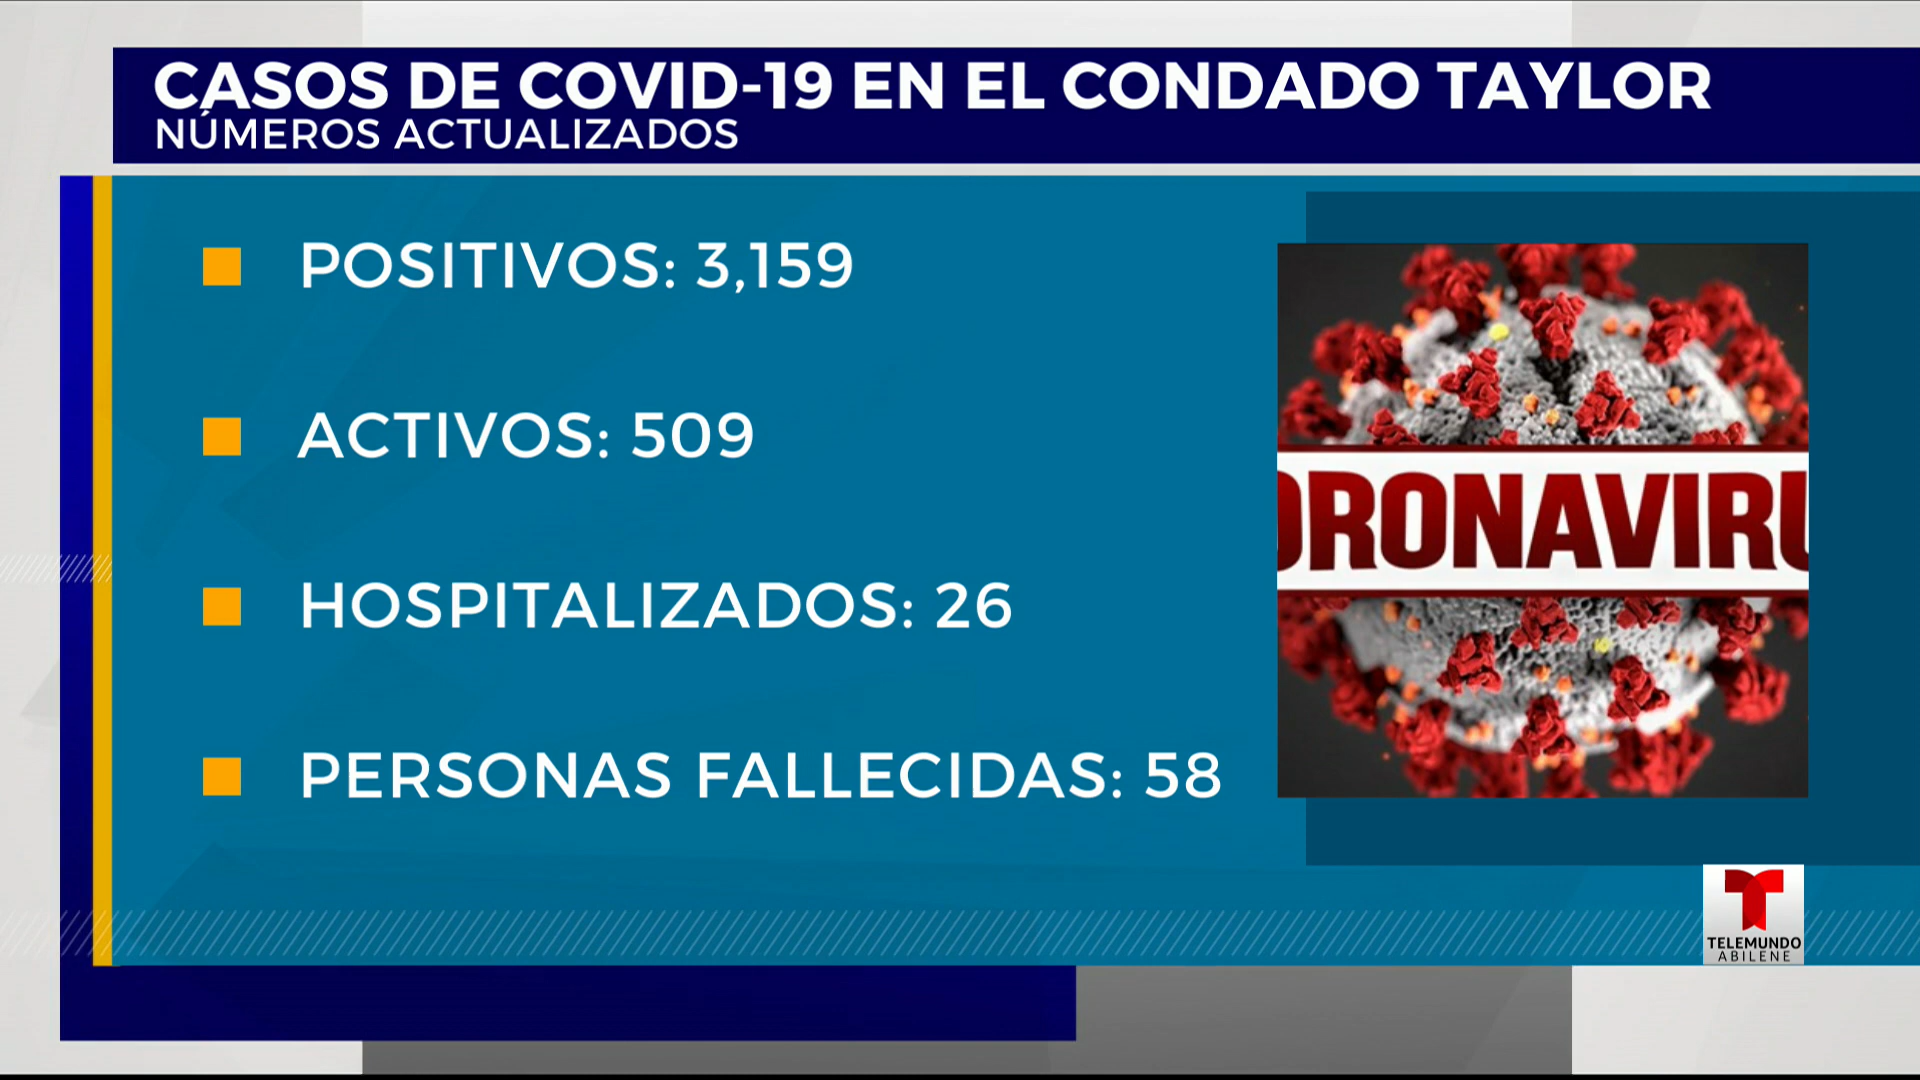 CASOS DE COVID-19 EN EL CONDADO TAYLOR
NÚMEROS ACTUALIZADOS
POSITIVOS: 3,159
ACTIVOS: 509
HOSPITALIZADOS: 26
PERSONAS FALLECIDAS: 58
ORONAVIRU
TELEMUNDO
ABILENE